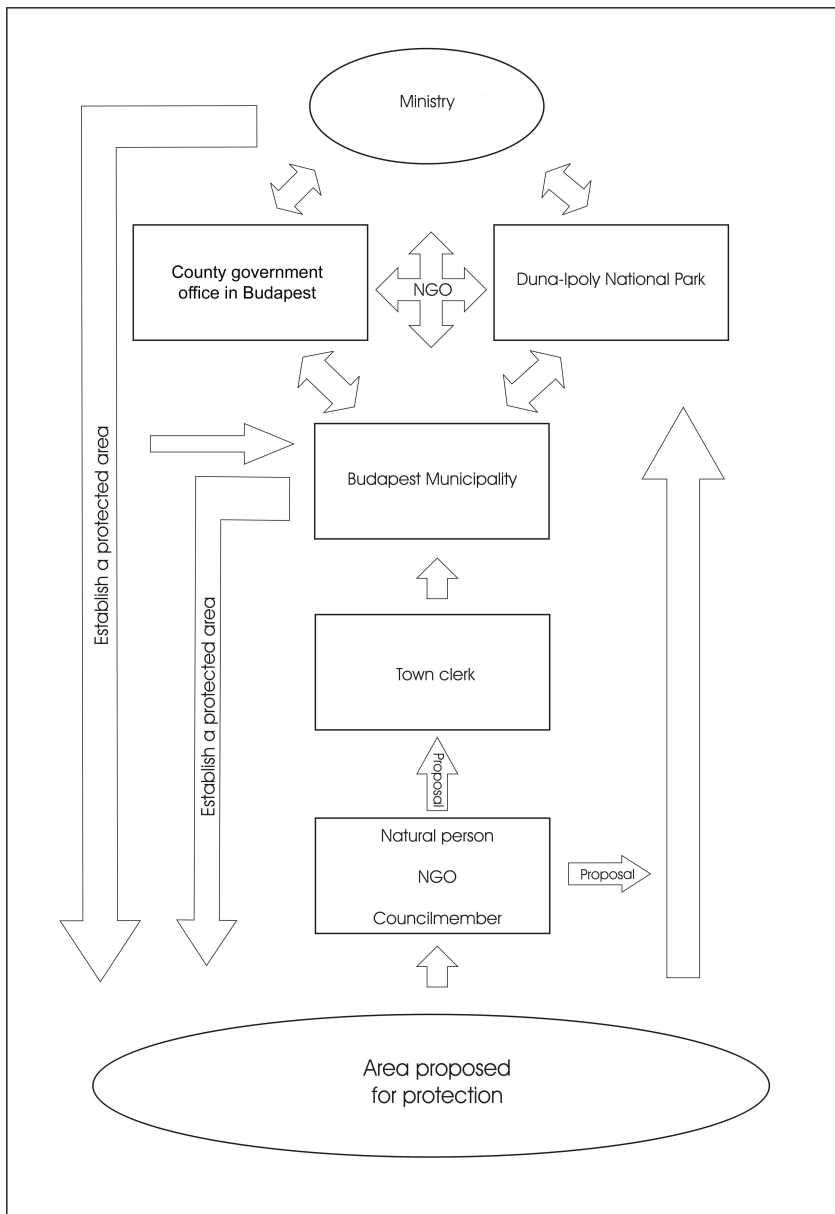 Ministry
County government
office in Budapest
NGO
Duna-Ipoly National Park
Establish a protected area
Budapest Municipality
Establish a protected area
Town clerk
Proposal
Natural person
NGO
Councilmember
Proposal
Area proposed
for protection